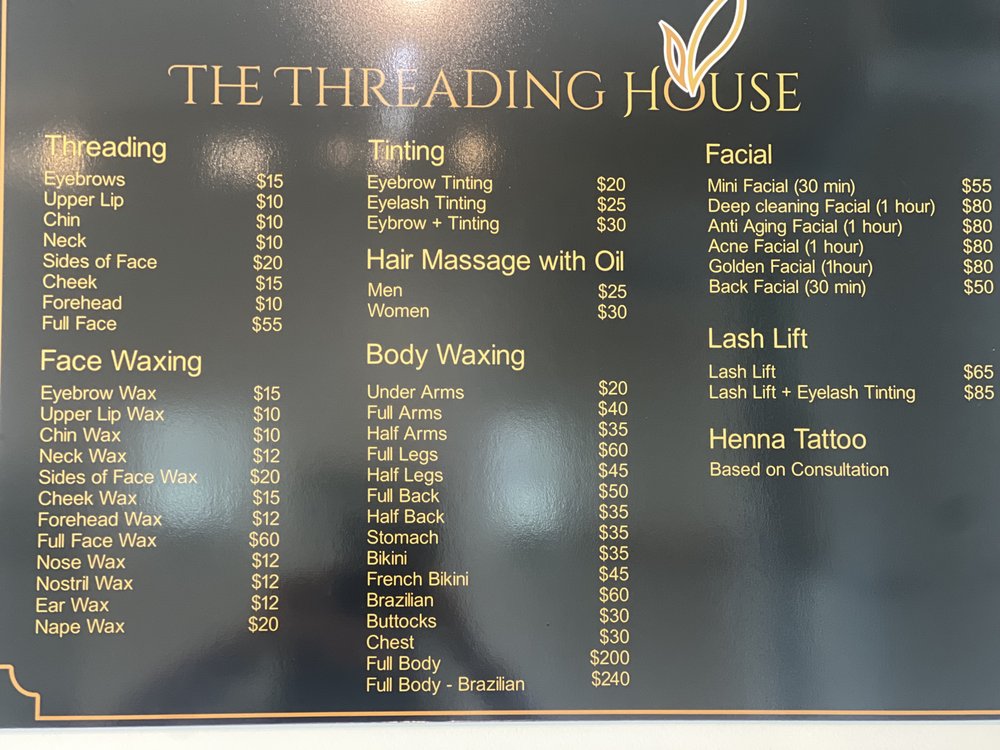 THE THREADING HOUSE
Threading
Eyebrows $15
Upper Lip $10
Chin $10
Neck $10
Sides of Face $20
Cheek $15
Forehead $10
Full Face $55
Face Waxing
Eyebrow Wax $15
Upper Lip Wax $10
Chin Wax $10
Neck Wax $12
Sides of Face Wax $20
Cheek Wax $15
Forehead Wax $12
Full Face Wax $60
Nose Wax $12
Nostril Wax $12
Ear Wax $12
Nape Wax $20
Tinting
Eyebrow Tinting $20
Eyelash Tinting $25
Eybrow + Tinting $30
Hair Massage with Oil
Men $25
Women $30
Body Waxing
Under Arms $20
Full Arms $40
Half Arms $35
Full Legs $60
Half Legs $45
Full Back $50
Half Back $35
Stomach $35
Bikini $35
French Bikini $45
Brazilian $60
Buttocks $30
Chest $30
Full Body $200
Full Body - Brazilian $240
Facial
Mini Facial (30 min) $55
Deep cleaning Facial (1 hour) $80
Anti Aging Facial (1 hour) $80
Acne Facial (1 hour) $80
Golden Facial (1hour) $80
Back Facial (30 min) $50
Lash Lift
Lash Lift $65
Lash Lift + Eyelash Tinting $85
Henna Tattoo
Based on Consultation